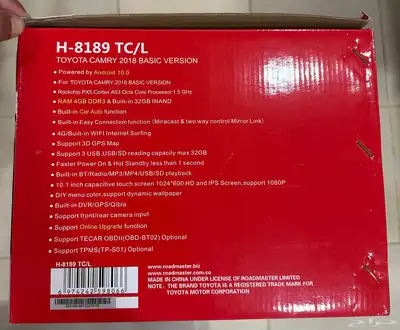 H-8189 TC/L
TOYOTA CAMRY 2018 BASIC VERSION
• Powered by Android 10.0
• For TOYOTA CAMRY 2018 BASIC VERSION
• Rockchip PX5,Cortex A53 Octa Core Processor:1.5 GHz
• RAM 4GB DDR3 & Built-in 32GB INAND
• Built-in Car Auto function
• Built-in Easy Connection function (Miracast & two way control Mirror Link)
• 4G/Built-in WIFI Internet Surfing
• Support 3D GPS Map
• Support 3 USB,USB/SD reading capacity max 32GB
• Faster Power On & Hot Standby less than 1 second
• Built-in BT/Radio/MP3/MP4/USB/SD playback
• 10.1 inch capacitive touch screen 1024*600 HD and IPS Screen,support 1080P
• DIY menu color,support dynamic wallpaper
• Built-in DVR/GPS/Qibla
• Support front/rear camera input
• Support Online Upgrade function
• Support TECAR OBDII(OBD-BT02) Optional
• Support TPMS(TP-S01) Optional
H-8189 TC/L
6 974242 598066
www.roadmaster.biz
www.roadmaster.com.co
MADE IN CHINA UNDER LICENSE OF ROADMASTER LIMITED
NOTE. THE BRAND TOYOTA IS A REGISTERED TRADE MARK FOR
TOYOTA MOTOR CORPORATION